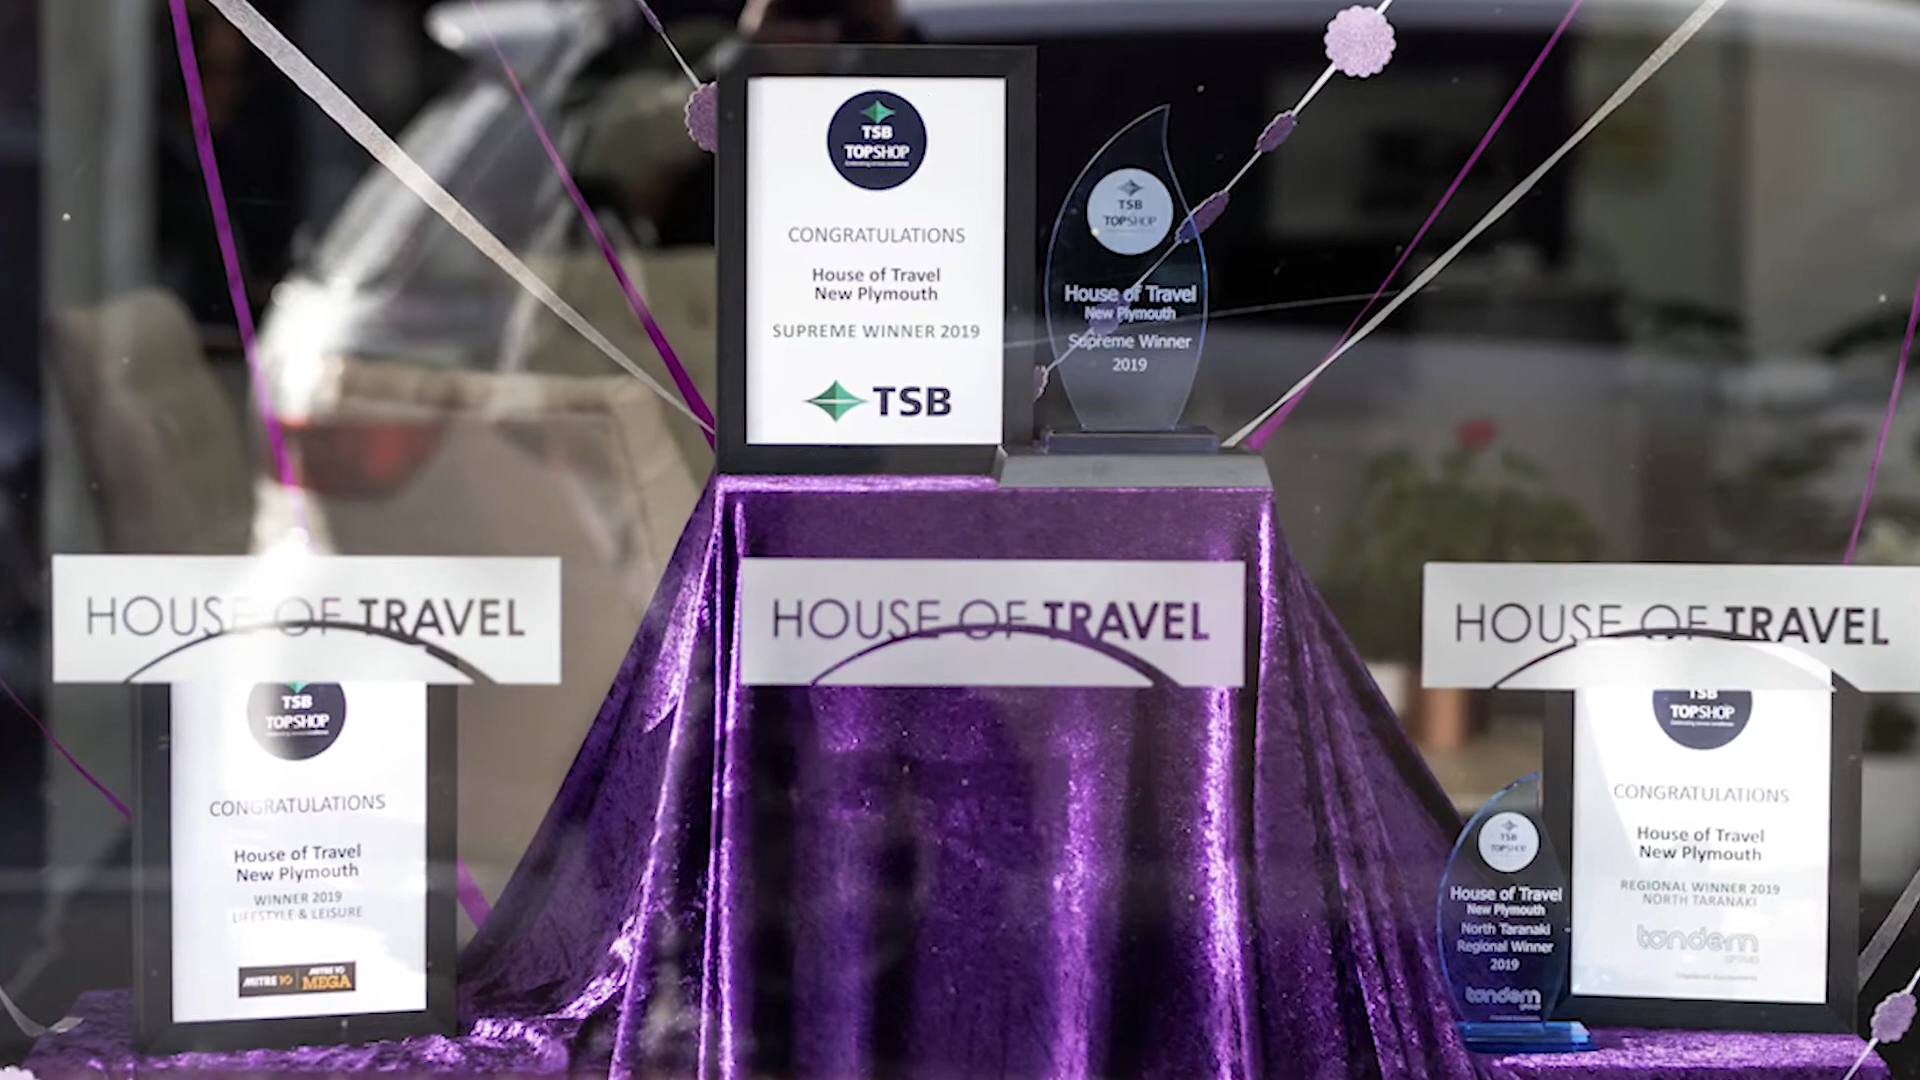 TSB
TOPSHOP
CONGRATULATIONS
House of Travel
New Plymouth
SUPREME WINNER 2019
TSB
TSB
TOPSHOP
House of Travel
New Plymouth
Supreme Winner
2019
HOUSE OF TRAVEL
HOUSE OF TRAVEL
HOUSE OF TRAVEL
TSB
TOPSHOP
CONGRATULATIONS
House of Travel
New Plymouth
WINNER 2019
LIFESTYLE & LEISURE
MITRE 10
MITRE 10
MEGA
TSB
TOPSHOP
House of Travel
New Plymouth
North Taranaki
Regional Winner
2019
tandem
TSB
TOPSHOP
CONGRATULATIONS
House of Travel
New Plymouth
REGIONAL WINNER 2019
NORTH TARANAKI
tandem